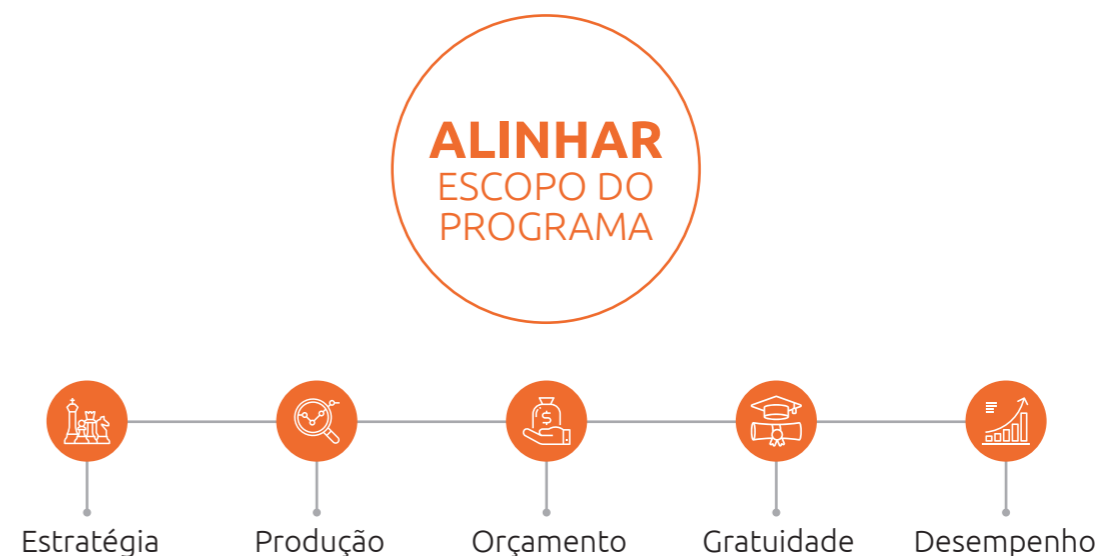 ALINHAR
ESCOPO DO
PROGRAMA
$
Estratégia
Produção
Orçamento
Gratuidade
Desempenho